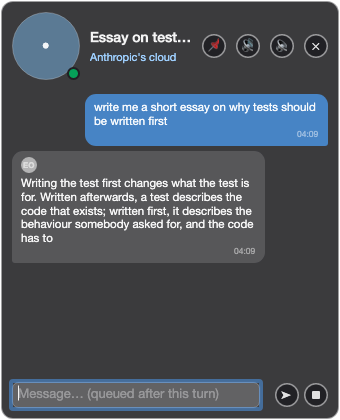 Essay on test…
Anthropic's cloud
write me a short essay on why tests should
be written first
04:09
EO
Writing the test first changes what the test is
for. Written afterwards, a test describes the
code that exists; written first, it describes the
behaviour somebody asked for, and the code
has to
04:09
Message… (queued after this turn)